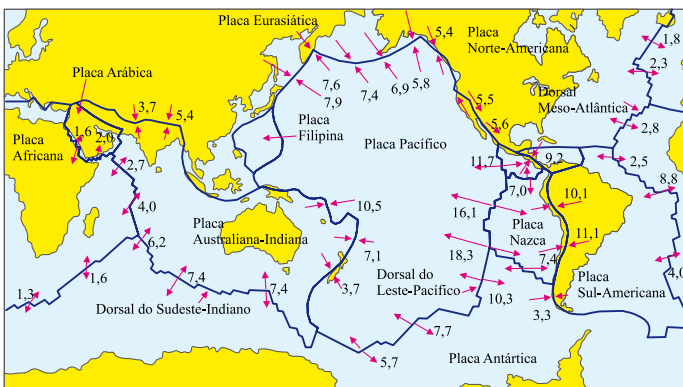 Placa Eurasiática
5,4
Placa
Norte-Americana
1,8
2,3
Placa Arábica
Dorsal
Meso-Atlântica
7,6
7,9
7,4
6,9
5,8
3,7
5,4
5,5
5,6
Placa
Filipina
Placa
Africana
1,6
2,0
2,8
Placa Pacífico
11,7
9,2
2,5
2,7
7,0
8,8
4,0
10,5
16,1
10,1
Placa
Australiana-Indiana
Placa
Nazca
6,2
7,1
18,3
11,1
7,4
1,6
7,4
7,4
3,7
Dorsal do
Leste-Pacífico
10,3
Placa
Sul-Americana
4,0
1,3
Dorsal do Sudeste-Indiano
3,3
7,7
5,7
Placa Antártica